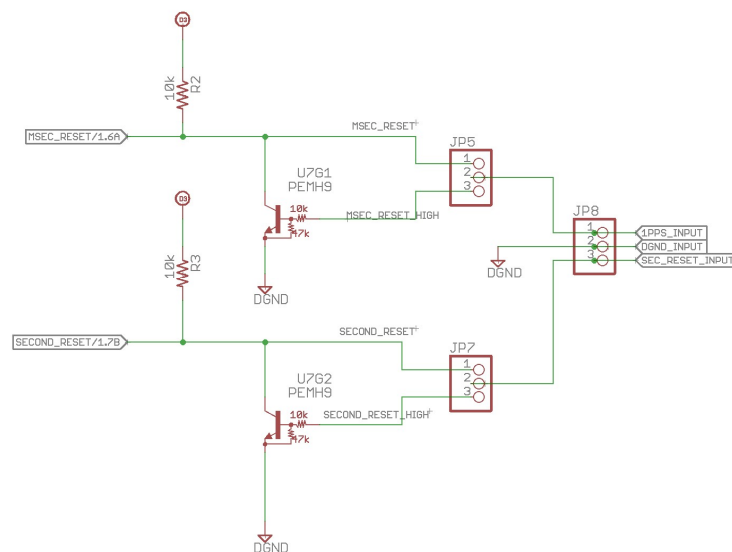 D3
10k
R2
MSEC_RESET/1.6A
MSEC_RESET
JP5
1
2
3
U7G1
PEMH9
10k
47k
MSEC_RESET_HIGH
DGND
D3
10k
R3
JP8
1
2
3
1PPS_INPUT
DGND_INPUT
SEC_RESET_INPUT
DGND
SECOND_RESET/1.7B
SECOND_RESET
JP7
1
2
3
U7G2
PEMH9
10k
47k
SECOND_RESET_HIGH
DGND